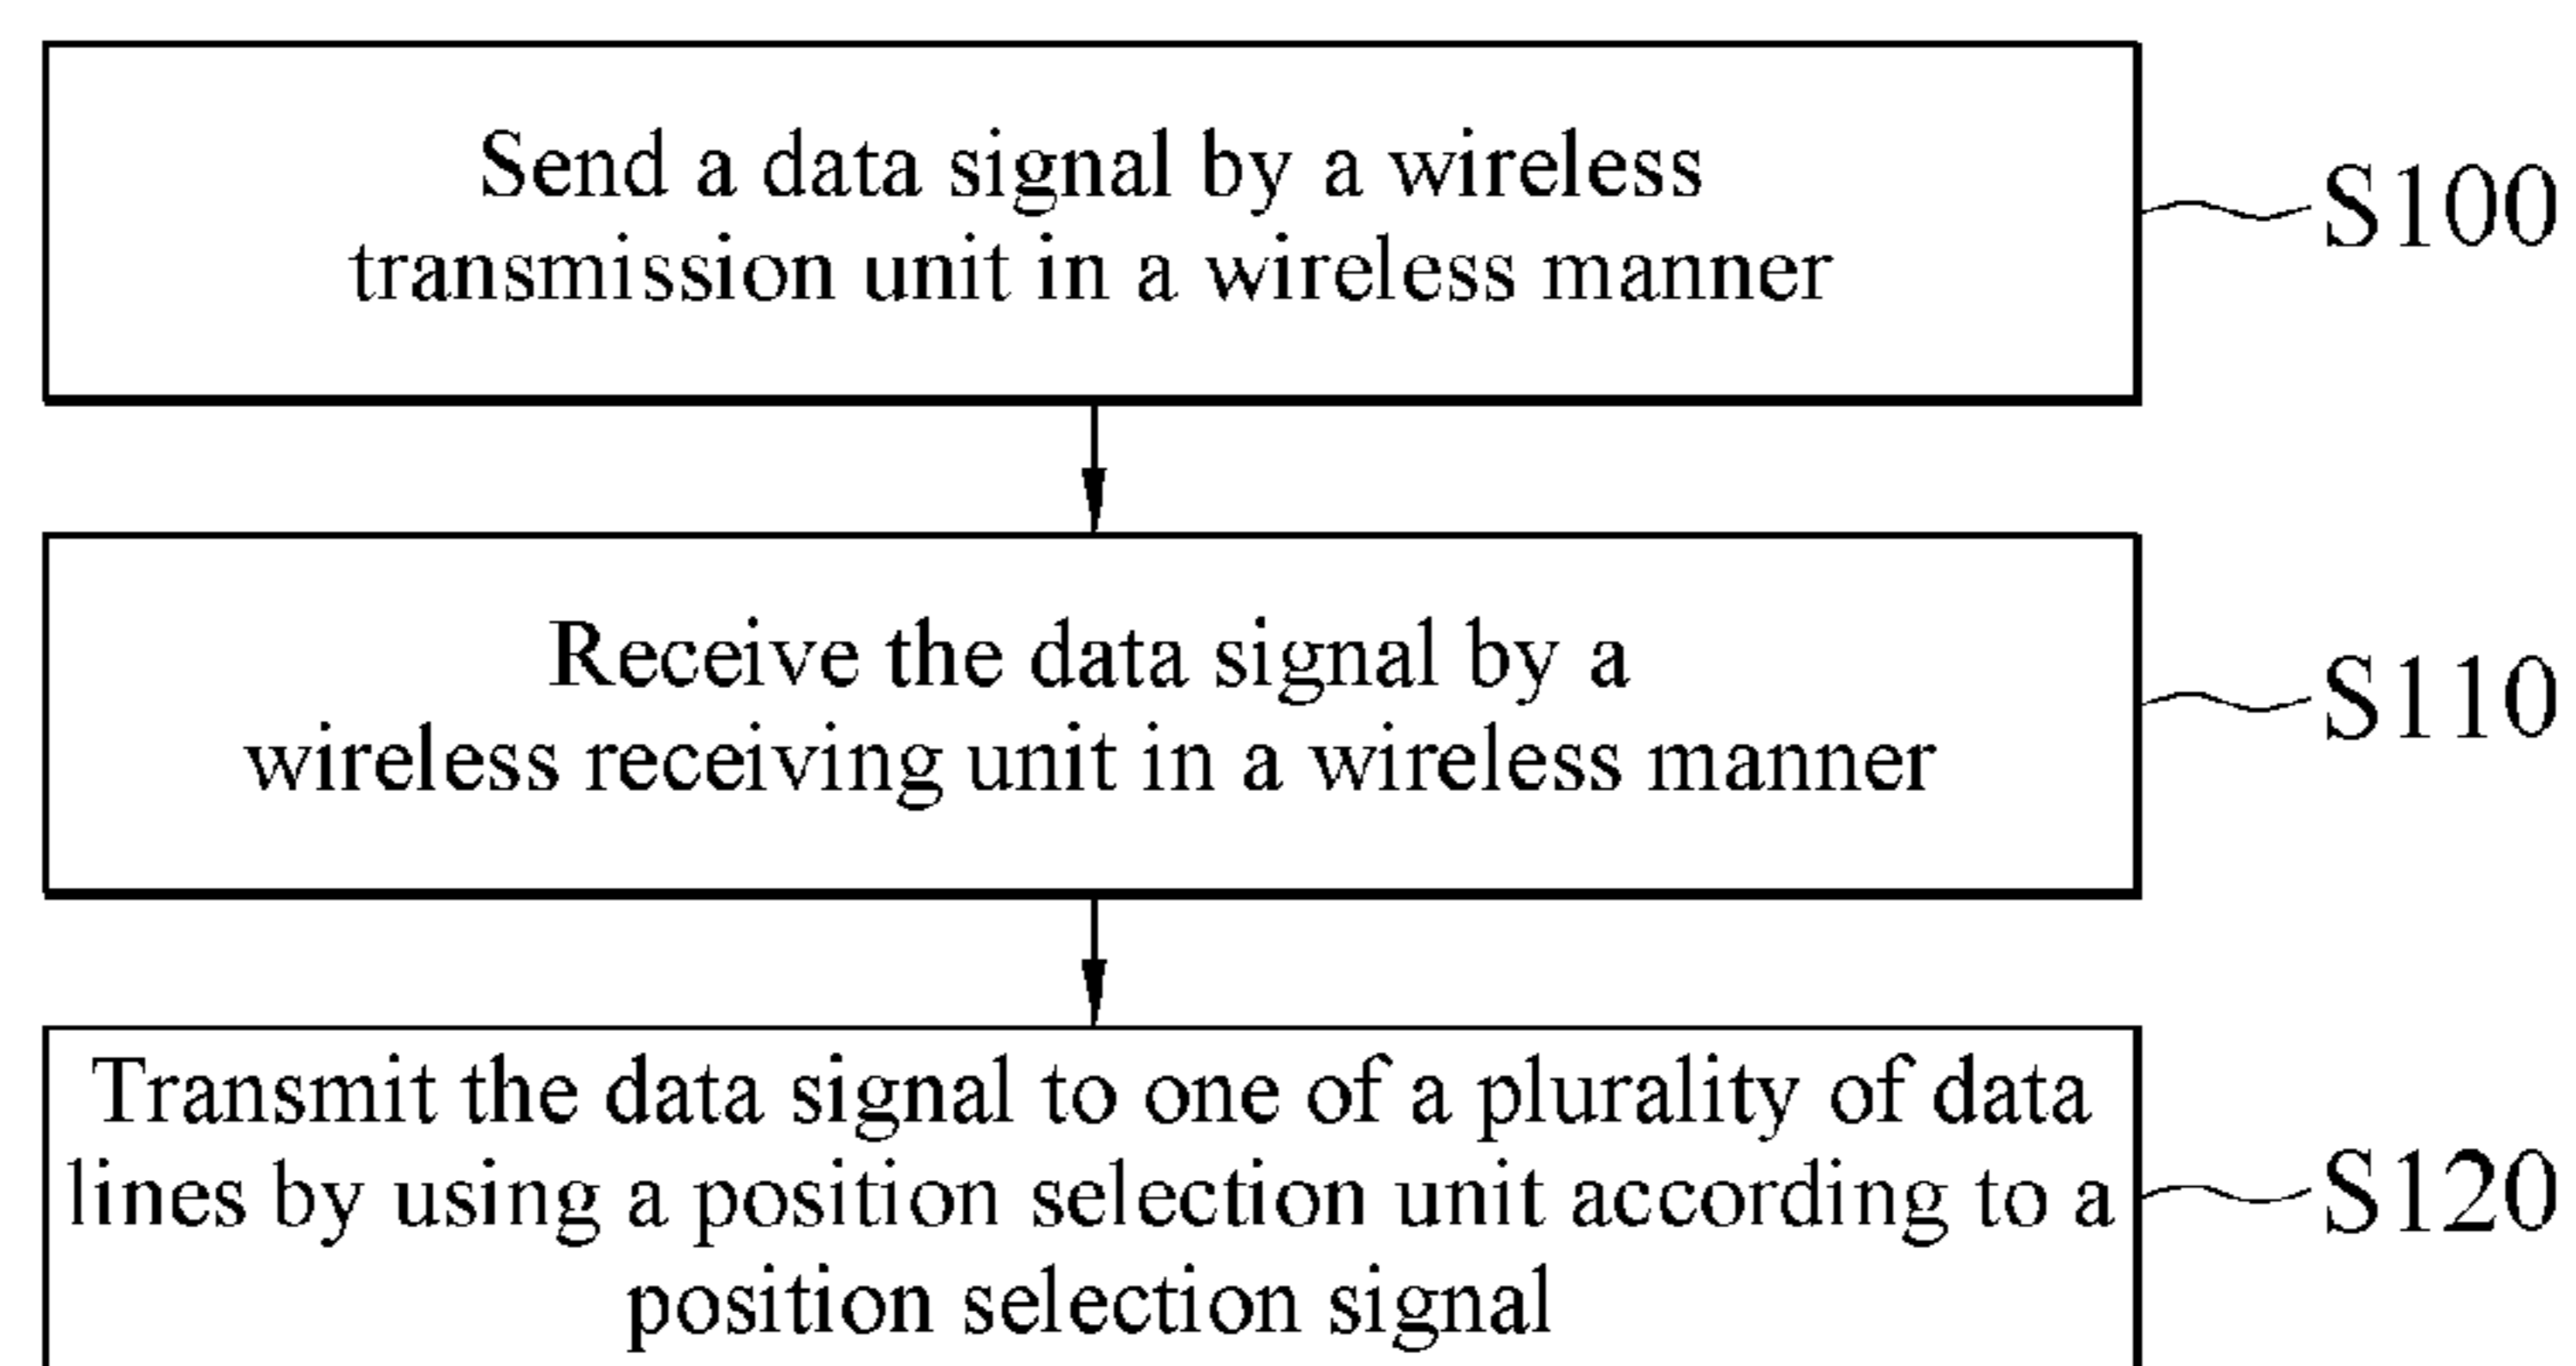 Send a data signal by a wireless
transmission unit in a wireless manner
S100
Receive the data signal by a
wireless receiving unit in a wireless manner
S110
Transmit the data signal to one of a plurality of data
lines by using a position selection unit according to a
position selection signal
S120